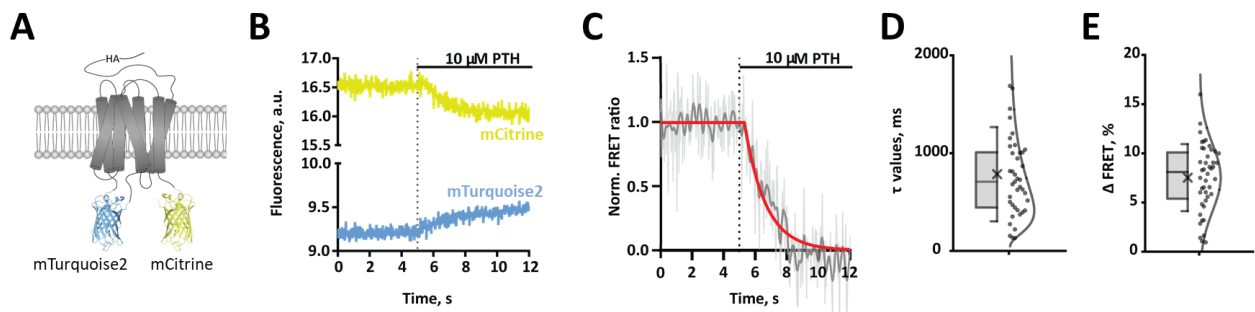 A
HA
mTurquoise2 mCitrine
B
Fluorescence, a.u.
17.0
16.5
16.0
15.5
10.0
9.5
9.0
10 µM PTH
mCitrine
mTurquoise2
0 2 4 6 8 10 12
Time, s
C
Norm. FRET ratio
1.5
1.0
0.5
0.0
10 µM PTH
0 2 4 6 8 10 12
Time, s
D
τ values, ms
2000
1000
0
E
Δ FRET, %
20
15
10
5
0